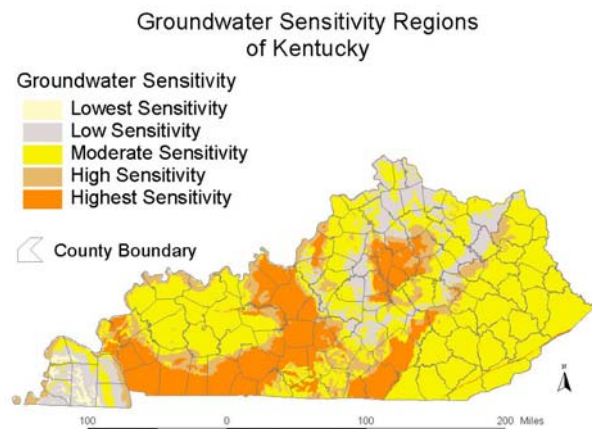 Groundwater Sensitivity Regions
of Kentucky
Groundwater Sensitivity
Lowest Sensitivity
Low Sensitivity
Moderate Sensitivity
High Sensitivity
Highest Sensitivity
County Boundary
100 0 100 200 Miles